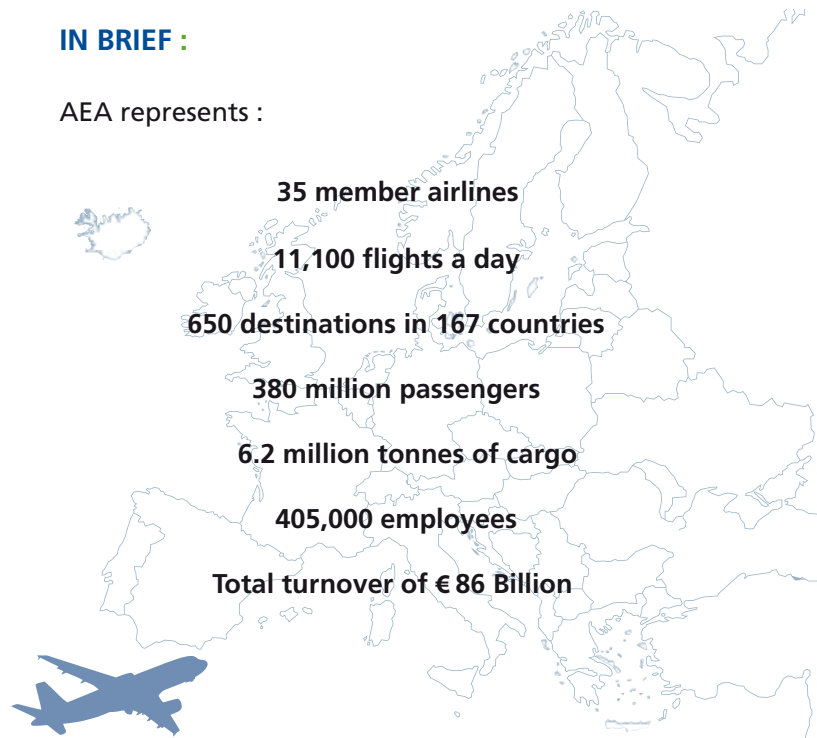 IN BRIEF :
AEA represents :
35 member airlines
11,100 flights a day
650 destinations in 167 countries
380 million passengers
6.2 million tonnes of cargo
405,000 employees
Total turnover of € 86 Billion